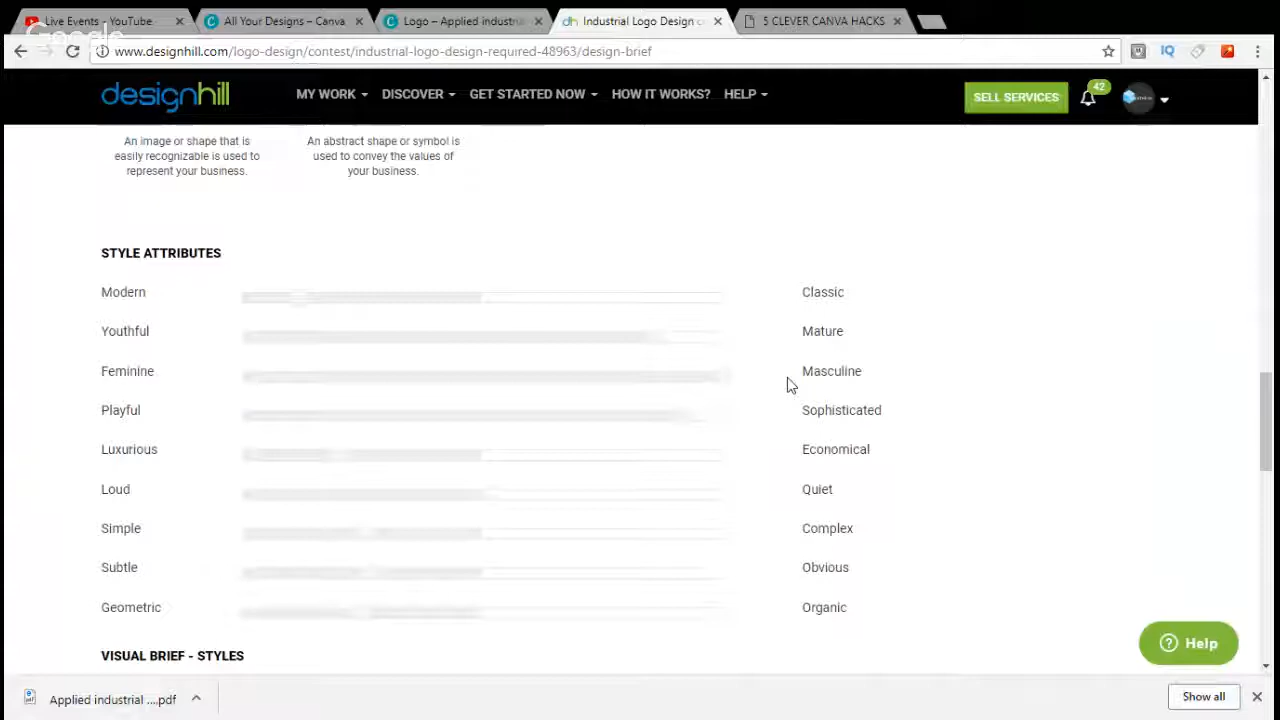 Live Events - YouTube
All Your Designs – Canva
Logo – Applied industri
Industrial Logo Design c
5 CLEVER CANVA HACKS
Google
www.designhill.com/logo-design/contest/industrial-logo-design-required-48963/design-brief
IQ
designhill
MY WORK
DISCOVER
GET STARTED NOW
HOW IT WORKS?
HELP
SELL SERVICES
42
An image or shape that is
easily recognizable is used to
represent your business.
An abstract shape or symbol is
used to convey the values of
your business.
STYLE ATTRIBUTES
Modern Classic
Youthful Mature
Feminine Masculine
Playful Sophisticated
Luxurious Economical
Loud Quiet
Simple Complex
Subtle Obvious
Geometric Organic
VISUAL BRIEF - STYLES
Help
Applied industrial ....pdf
Show all